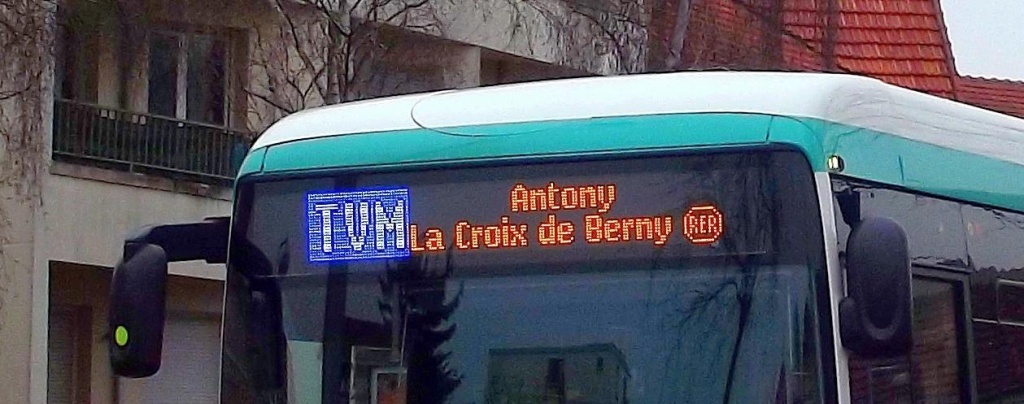 TVM
Antony
La Croix de Berny RER